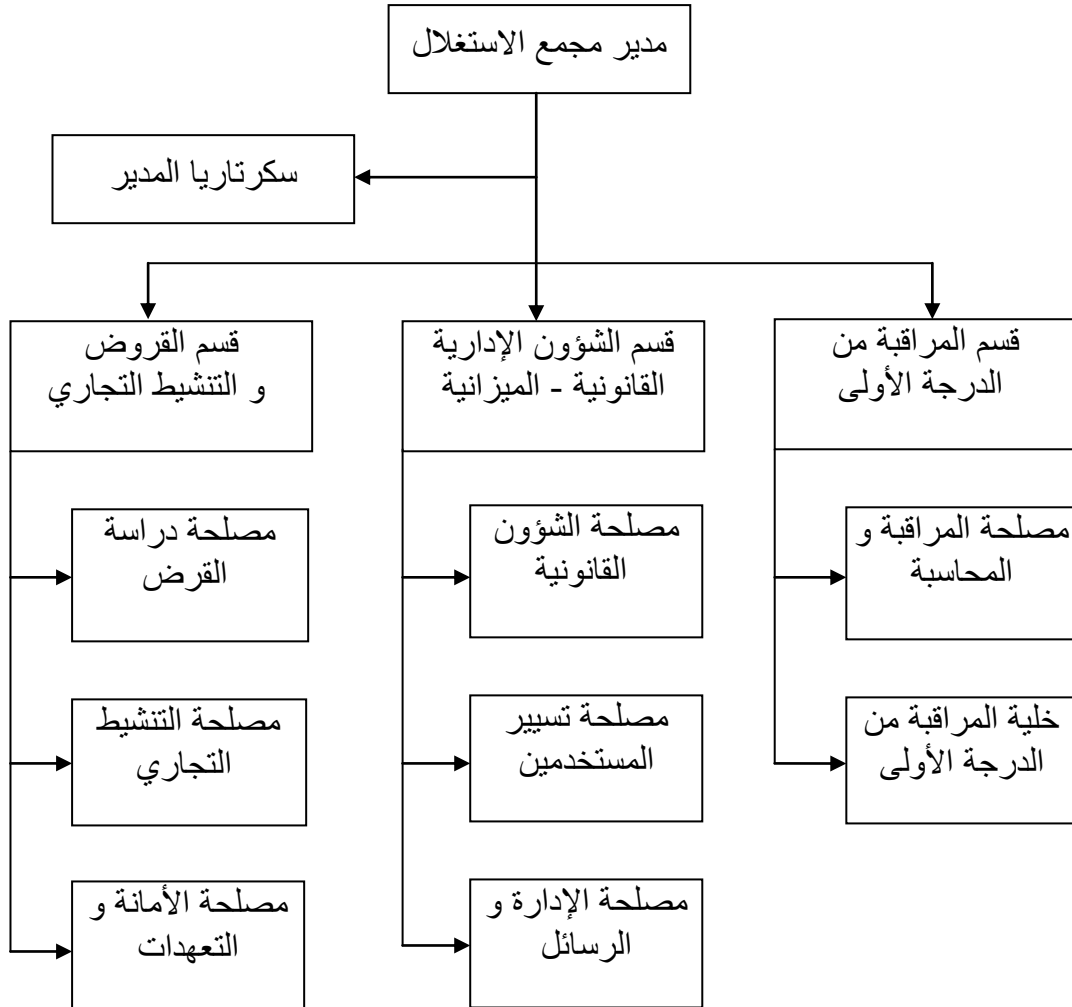 مدير مجمع الاستغلال
سكرتاريا المدير
قسم المراقبة من
الدرجة الأولى
قسم الشؤون الإدارية
القانونية - الميزانية
قسم القروض
و التنشيط التجاري
مصلحة المراقبة و
المحاسبة
مصلحة الشؤون
القانونية
مصلحة دراسة
القرض
خلية المراقبة من
الدرجة الأولى
مصلحة تسيير
المستخدمين
مصلحة التنشيط
التجاري
مصلحة الإدارة و
الرسائل
مصلحة الأمانة و
التعهدات